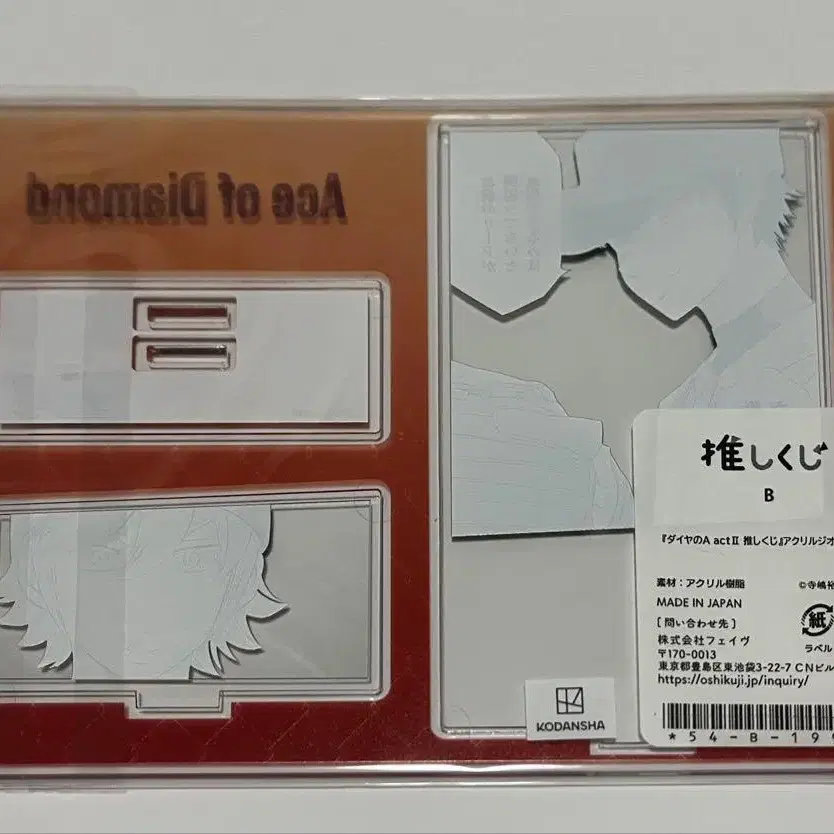 Ace of Diamond
推しくじ
B
『ダイヤのA actⅡ 推しくじ』アクリルジオ
素材:アクリル樹脂
©寺嶋裕
MADE IN JAPAN
[問い合わせ先]
株式会社フェイヴ
〒170-0013
東京都豊島区東池袋3-22-7 CNビル
https://oshikuji.jp/inquiry/
紙
ラベル
*54-B-19
KODANSHA